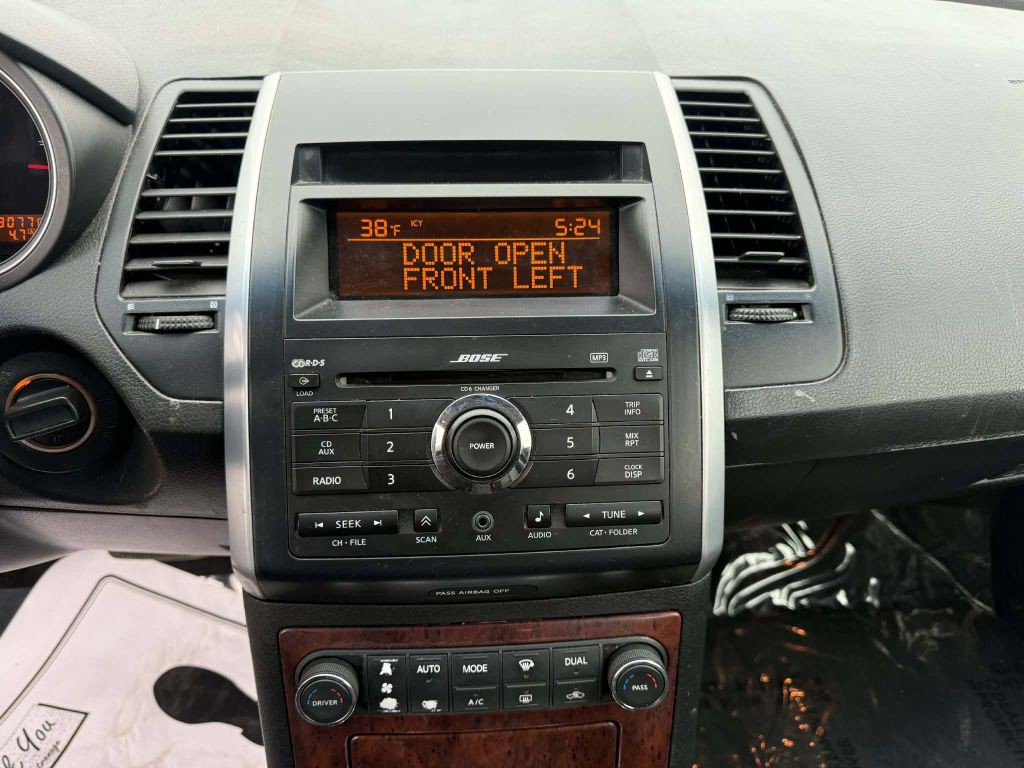 38°F ICY 5:24
DOOR OPEN
FRONT LEFT
R·D·S
BOSE
MP3
LOAD
CD6 CHANGER
PRESET
A·B·C
1
4
TRIP
INFO
CD
AUX
2
POWER
5
MIX
RPT
RADIO
3
6
CLOCK
DISP
SEEK
TUNE
CH·FILE
SCAN
AUX
AUDIO
CAT·FOLDER
PASS AIRBAG OFF
AUTO
MODE
DUAL
A/C
DRIVER
PASS
You